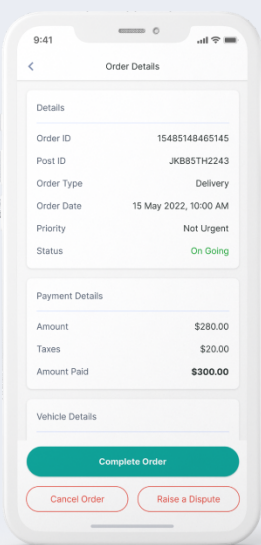 9:41
Order Details
Details
Order ID 15485148465145
Post ID JKB85TH2243
Order Type Delivery
Order Date 15 May 2022, 10:00 AM
Priority Not Urgent
Status On Going
Payment Details
Amount $280.00
Taxes $20.00
Amount Paid $300.00
Vehicle Details
Complete Order
Cancel Order Raise a Dispute